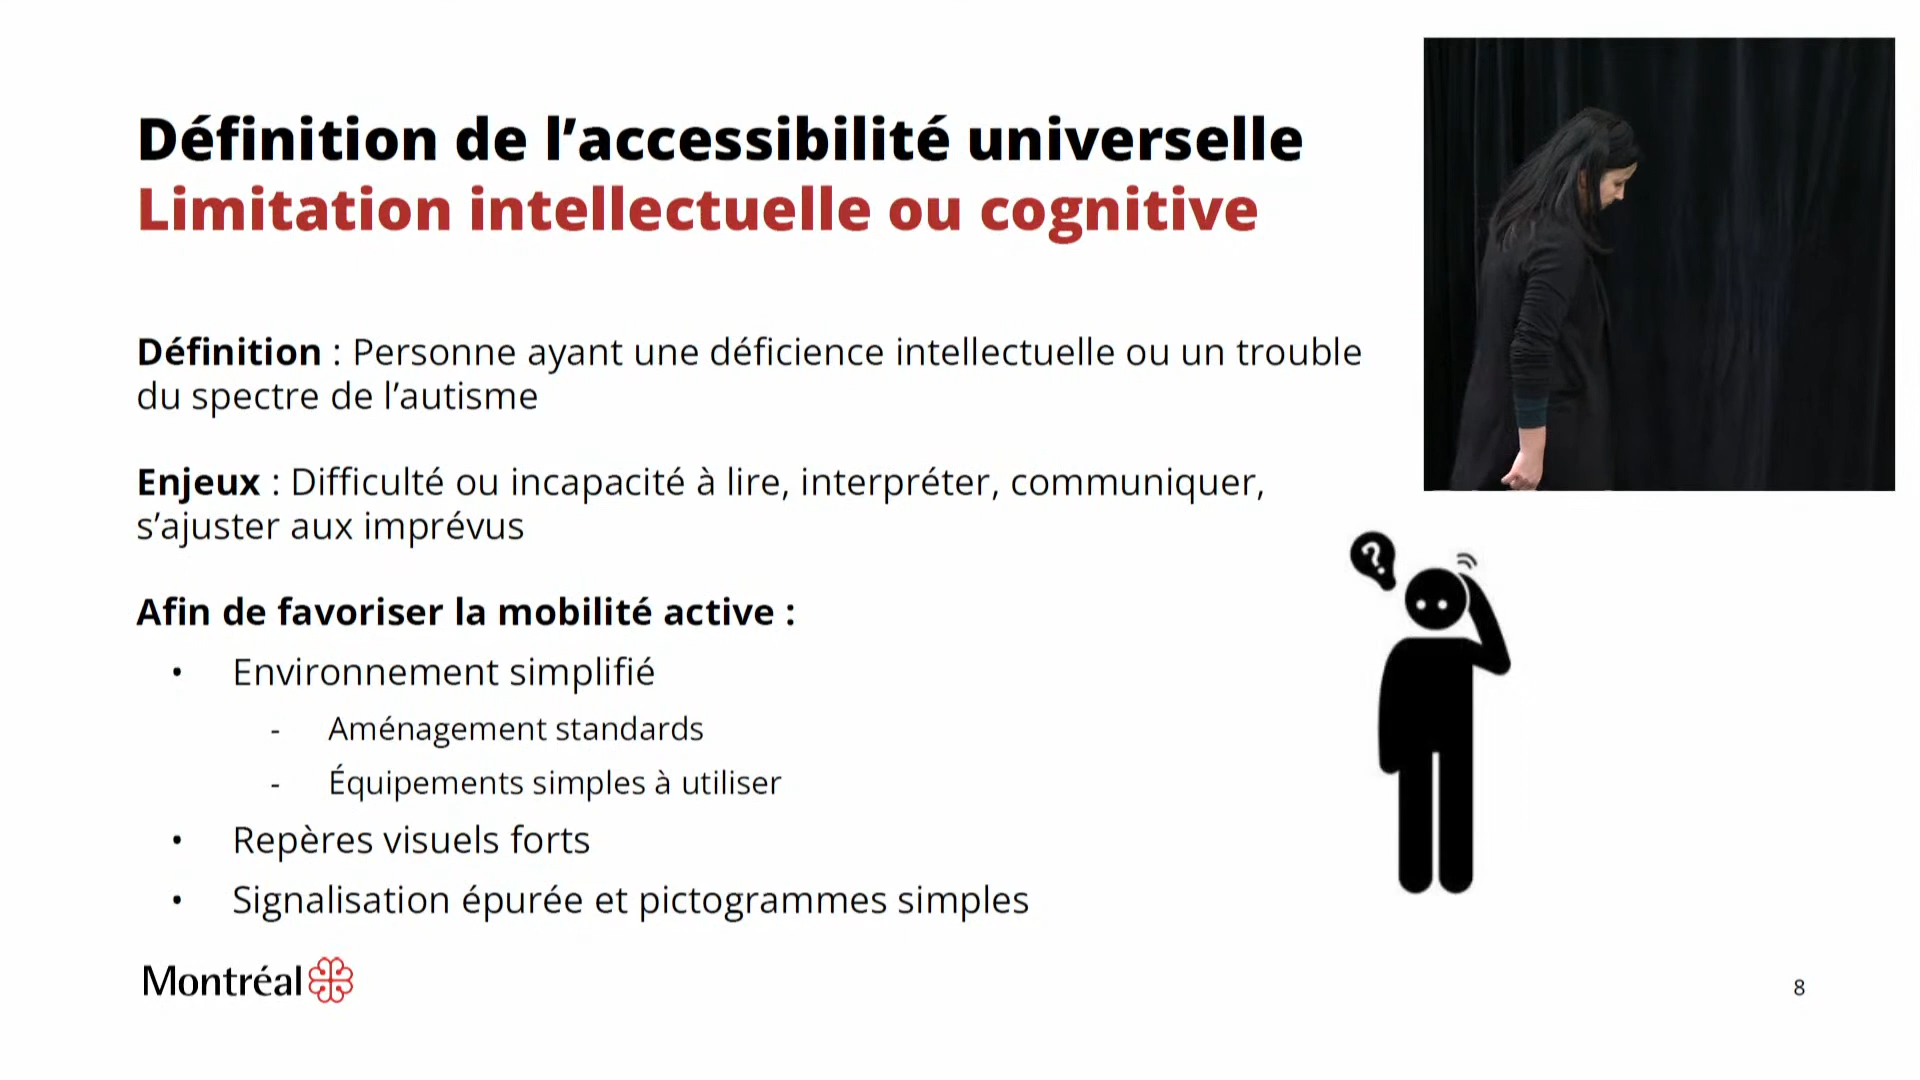 Définition de l’accessibilité universelle
Limitation intellectuelle ou cognitive
Définition : Personne ayant une déficience intellectuelle ou un trouble
du spectre de l’autisme
Enjeux : Difficulté ou incapacité à lire, interpréter, communiquer,
s’ajuster aux imprévus
Afin de favoriser la mobilité active :
• Environnement simplifié
- Aménagement standards
- Équipements simples à utiliser
• Repères visuels forts
• Signalisation épurée et pictogrammes simples
?
Montréal
8